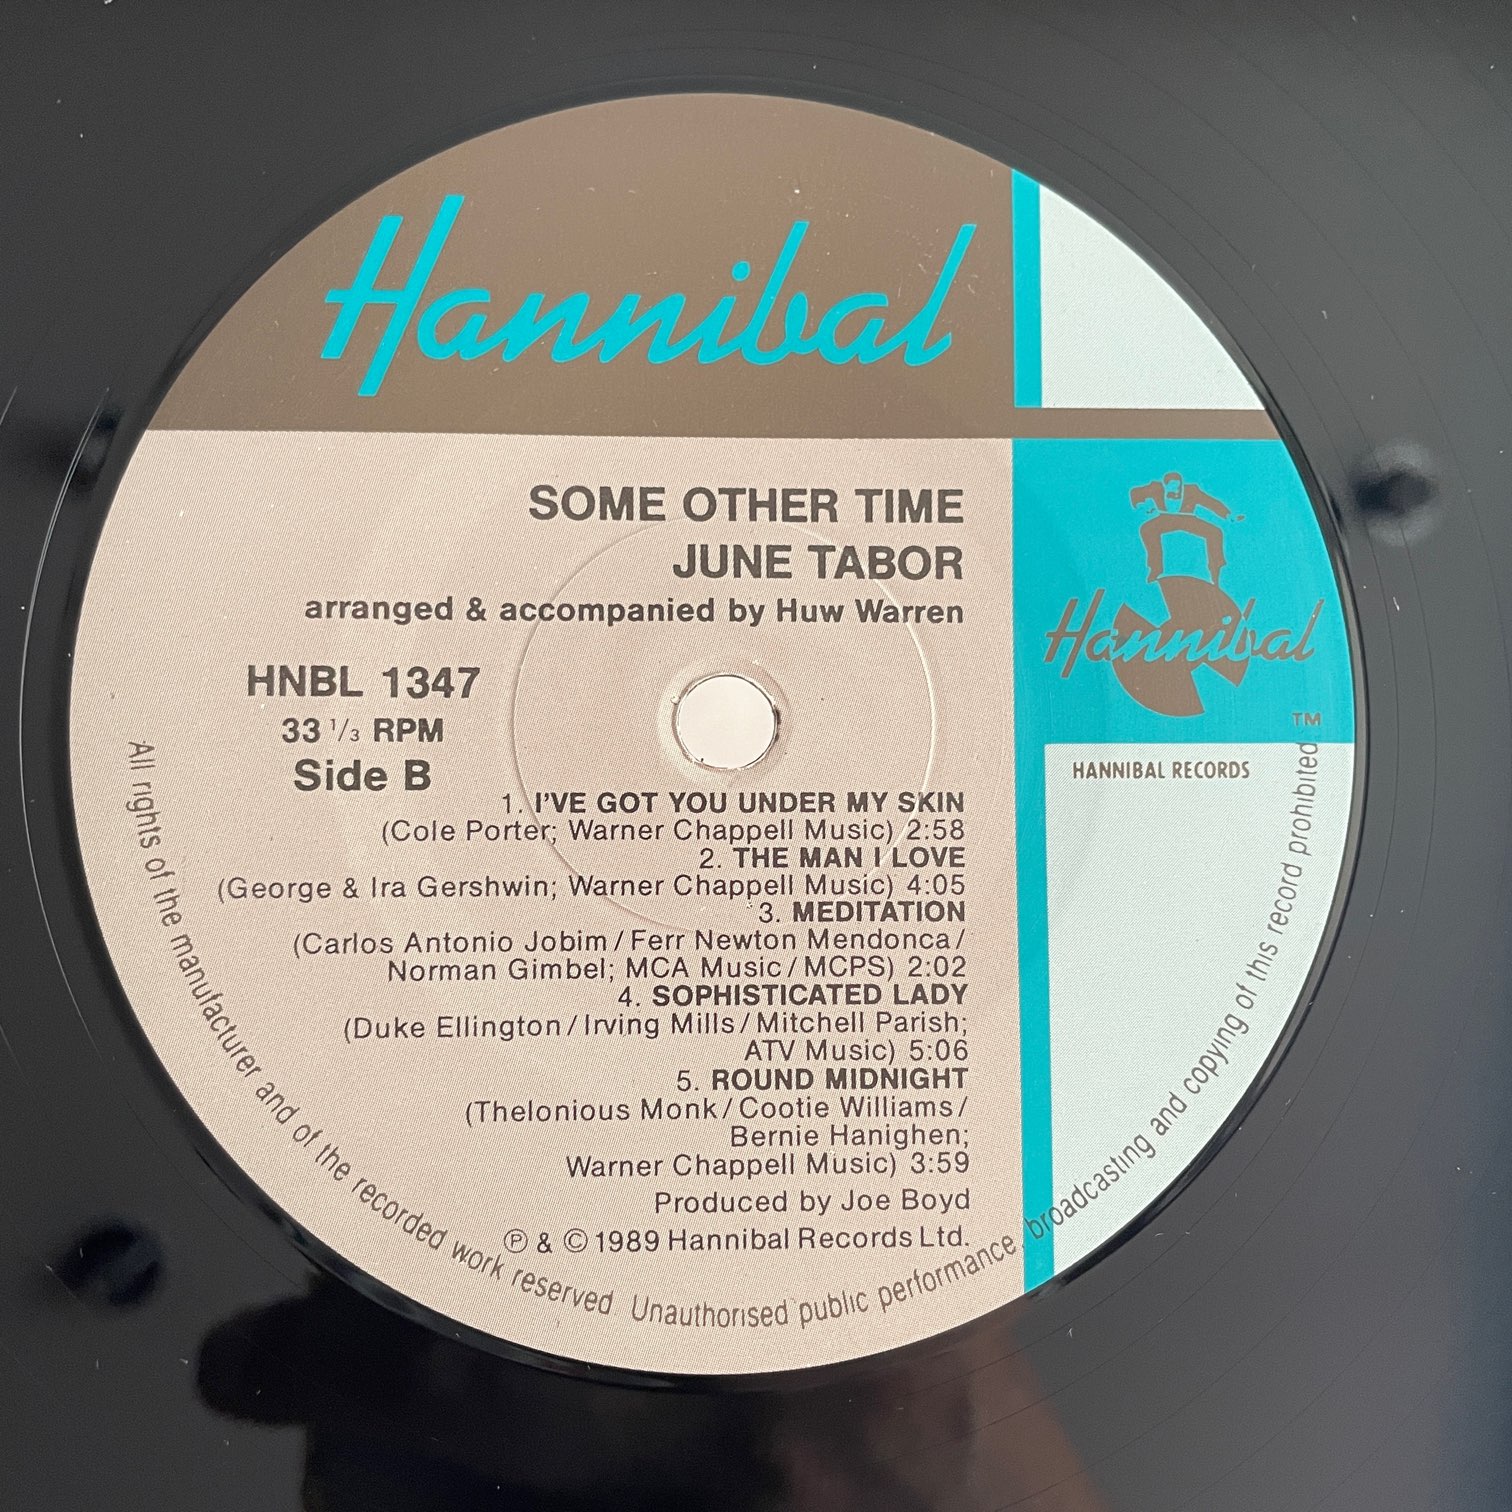 Hannibal
SOME OTHER TIME
JUNE TABOR
arranged & accompanied by Huw Warren
HNBL 1347
33 1/3 RPM
Side B
1. I'VE GOT YOU UNDER MY SKIN
(Cole Porter; Warner Chappell Music) 2:58
2. THE MAN I LOVE
(George & Ira Gershwin; Warner Chappell Music) 4:05
3. MEDITATION
(Carlos Antonio Jobim/Ferr Newton Mendonca/
Norman Gimbel; MCA Music/MCPS) 2:02
4. SOPHISTICATED LADY
(Duke Ellington/Irving Mills/Mitchell Parish;
ATV Music) 5:06
5. ROUND MIDNIGHT
(Thelonious Monk/Cootie Williams/
Bernie Hanighen;
Warner Chappell Music) 3:59
Produced by Joe Boyd
℗ & © 1989 Hannibal Records Ltd.
Hannibal
TM
HANNIBAL RECORDS
All rights of the manufacturer and of the recorded work reserved. Unauthorised public performance, broadcasting and copying of this record prohibited.